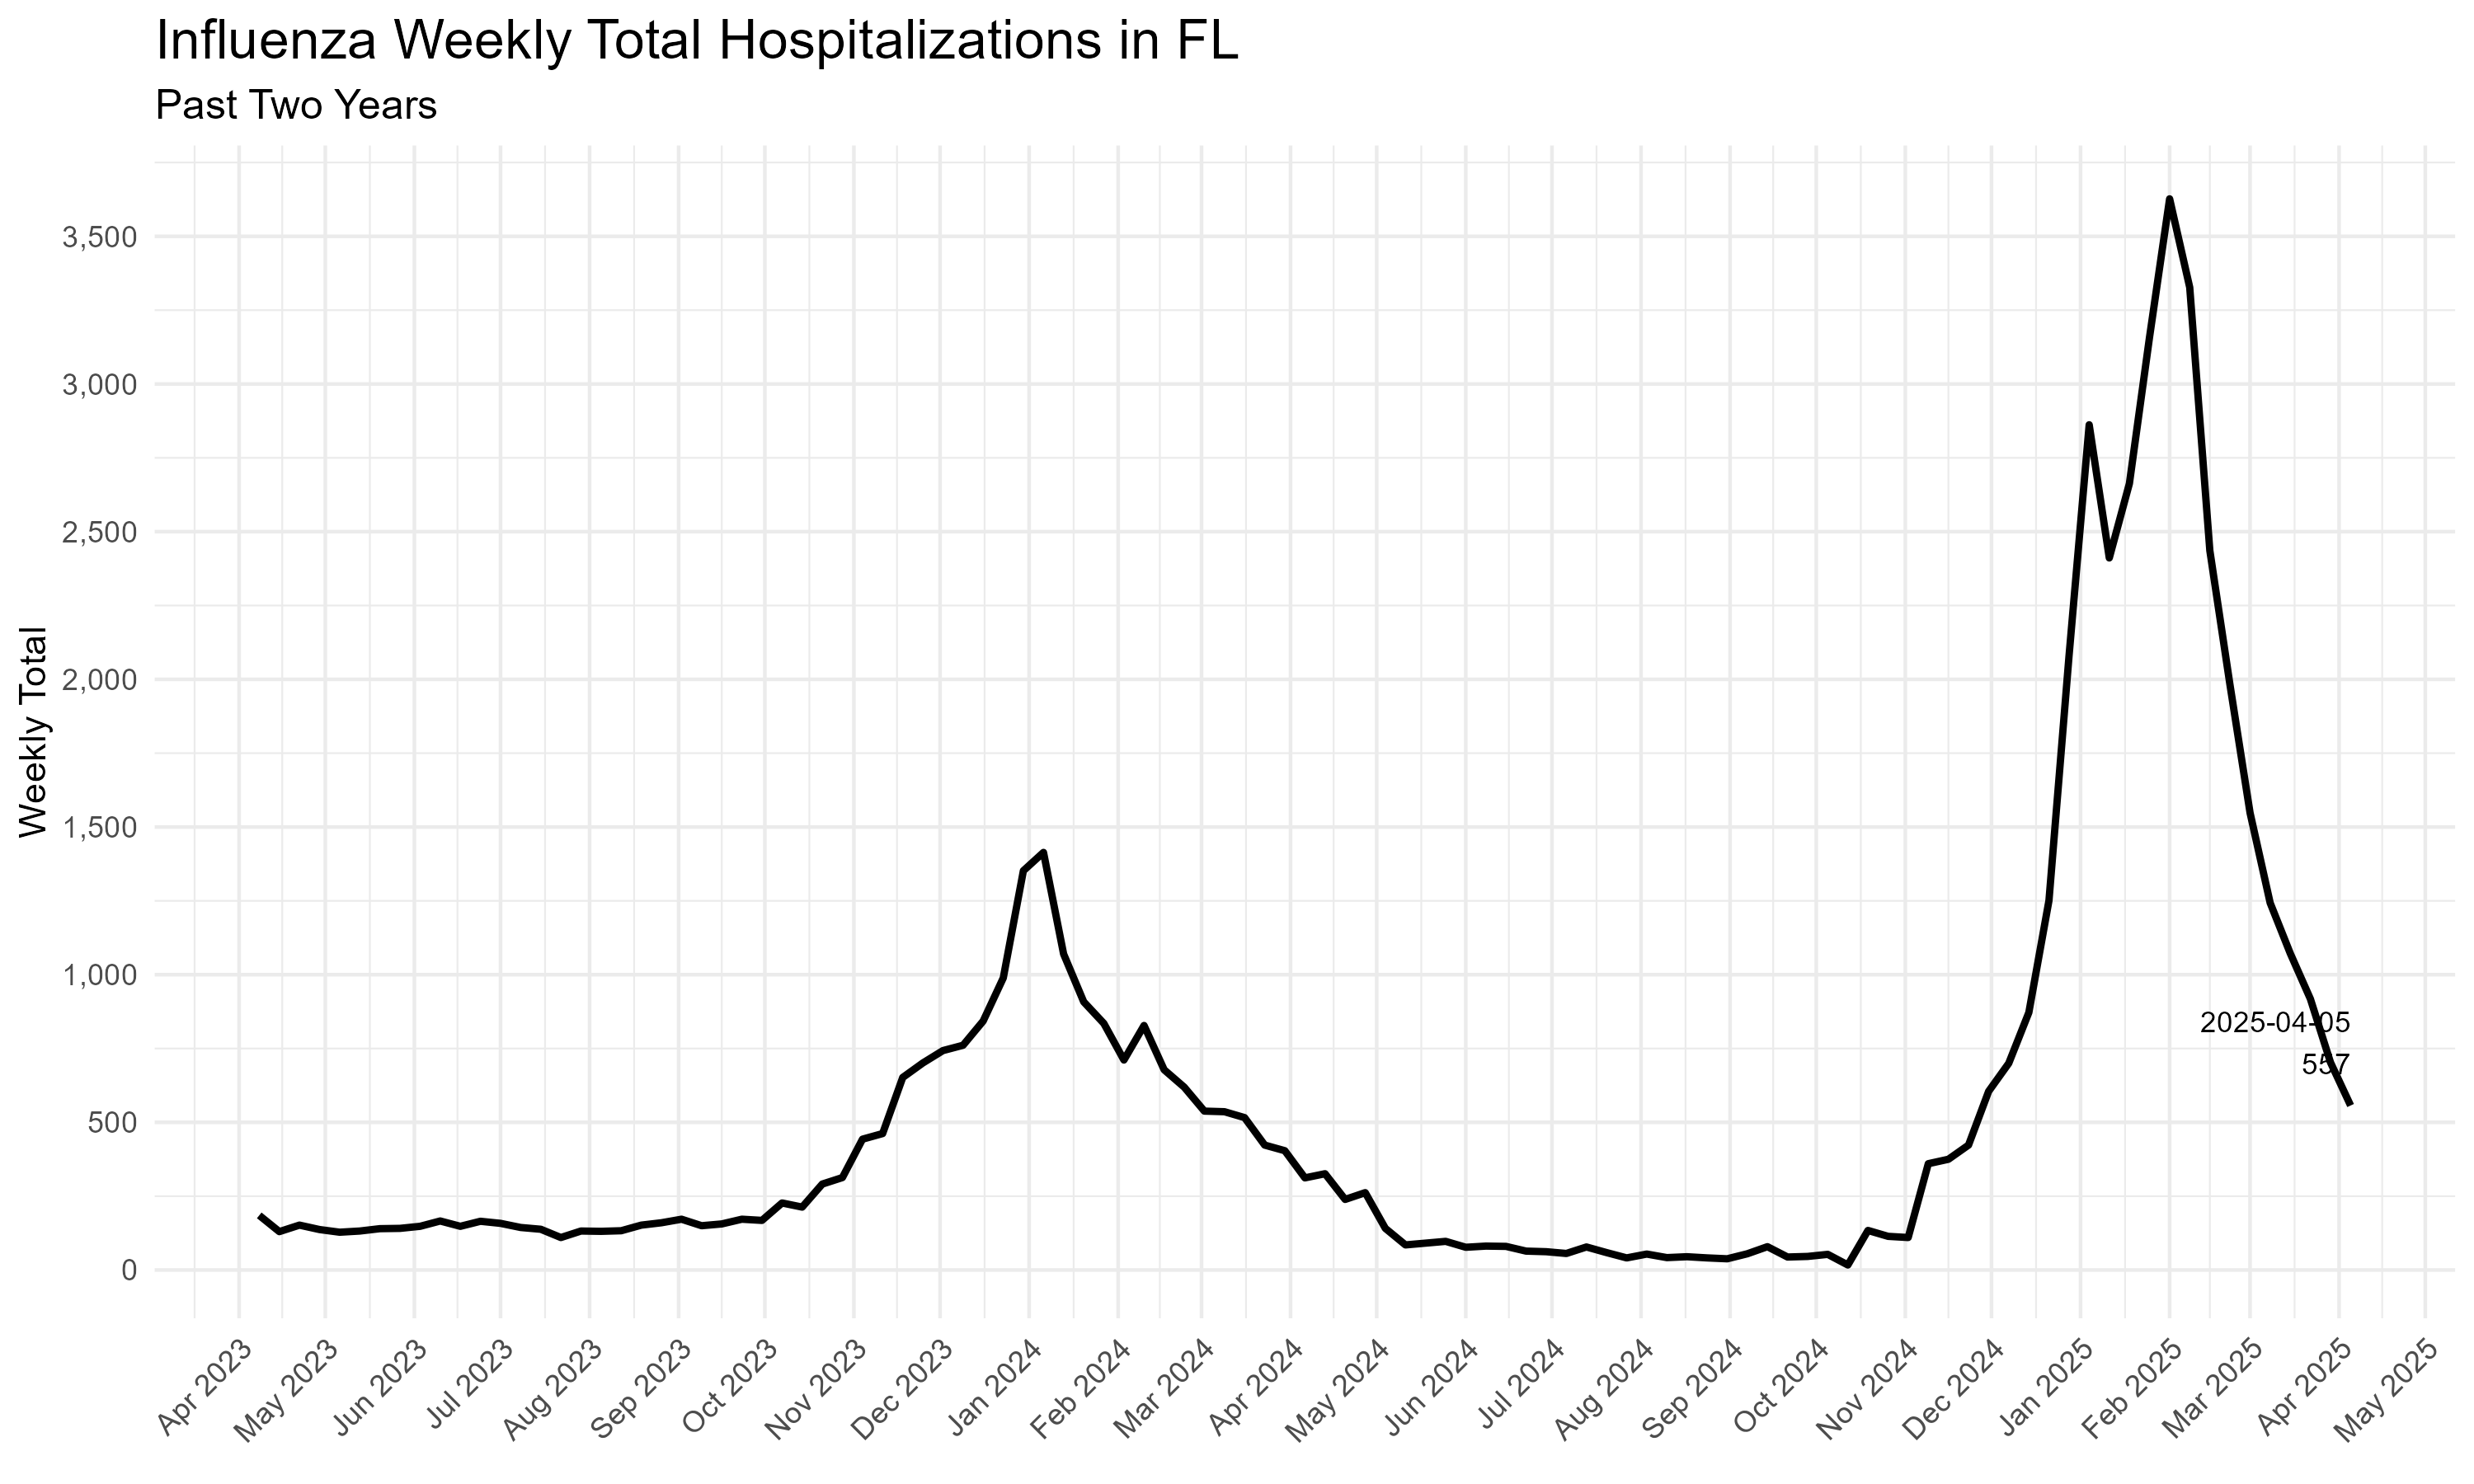 Influenza Weekly Total Hospitalizations in FL
Past Two Years
Weekly Total
3,500
3,000
2,500
2,000
1,500
1,000
500
0
2025-04-05
557
Apr 2023
May 2023
Jun 2023
Jul 2023
Aug 2023
Sep 2023
Oct 2023
Nov 2023
Dec 2023
Jan 2024
Feb 2024
Mar 2024
Apr 2024
May 2024
Jun 2024
Jul 2024
Aug 2024
Sep 2024
Oct 2024
Nov 2024
Dec 2024
Jan 2025
Feb 2025
Mar 2025
Apr 2025
May 2025